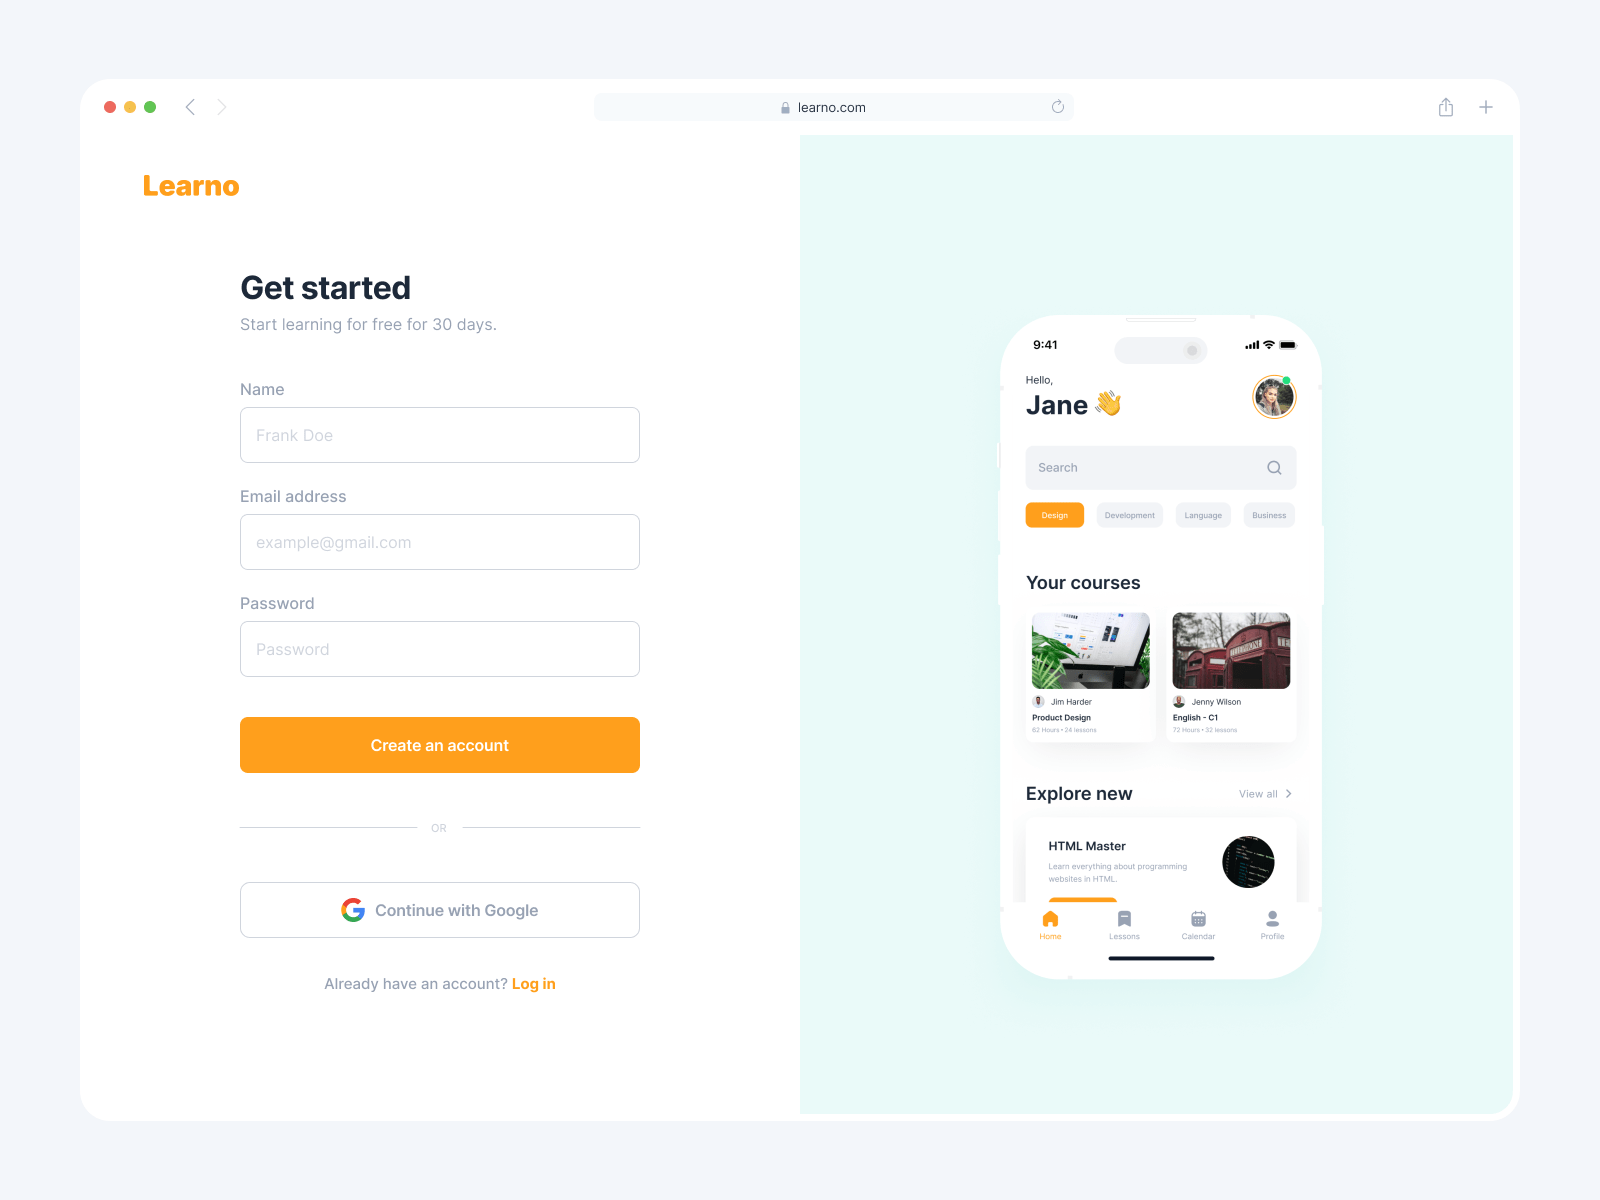 learno.com
Learno
Get started
Start learning for free for 30 days.
Name
Frank Doe
Email address
example@gmail.com
Password
Password
Create an account
OR
Continue with Google
Already have an account? Log in
9:41
Hello,
Jane
Search
Design Development Language Business
Your courses
TELEPHONE
Jim Harder
Product Design
62 Hours • 24 lessons
Jenny Wilson
English - C1
72 Hours • 32 lessons
Explore new
View all
HTML Master
Learn everything about programming
websites in HTML.
Home Lessons Calendar Profile